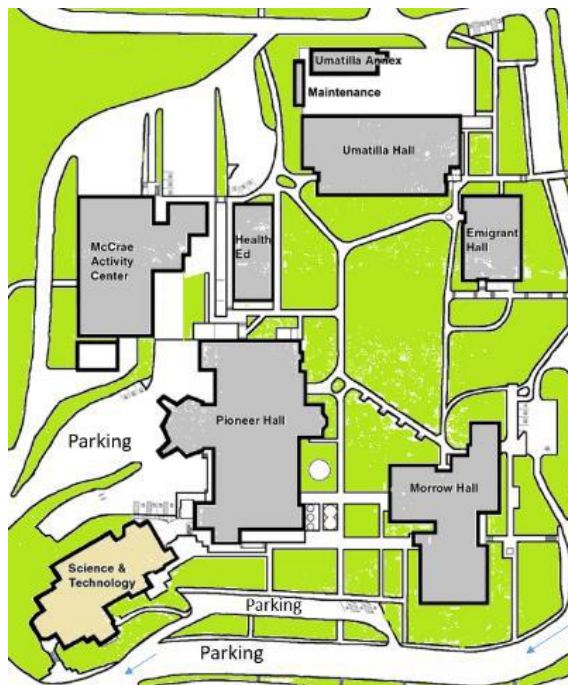 Umatilla Annex
Maintenance
Umatilla Hall
McCrae
Activity
Center
Health
Ed
Emigrant
Hall
Pioneer Hall
Parking
Morrow Hall
Science &
Technology
Parking
Parking